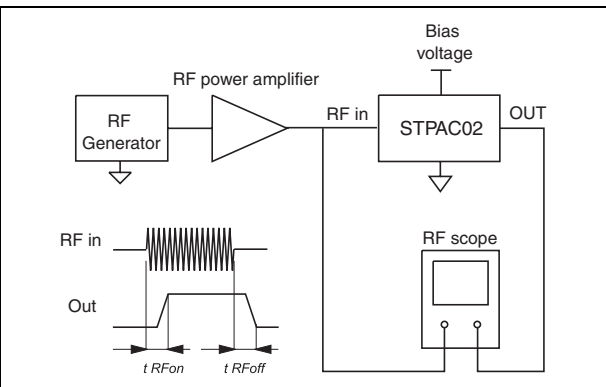 Bias
voltage
RF power amplifier
RF
Generator
RF in
STPAC02
OUT
RF in
Out
t RFon
t RFoff
RF scope